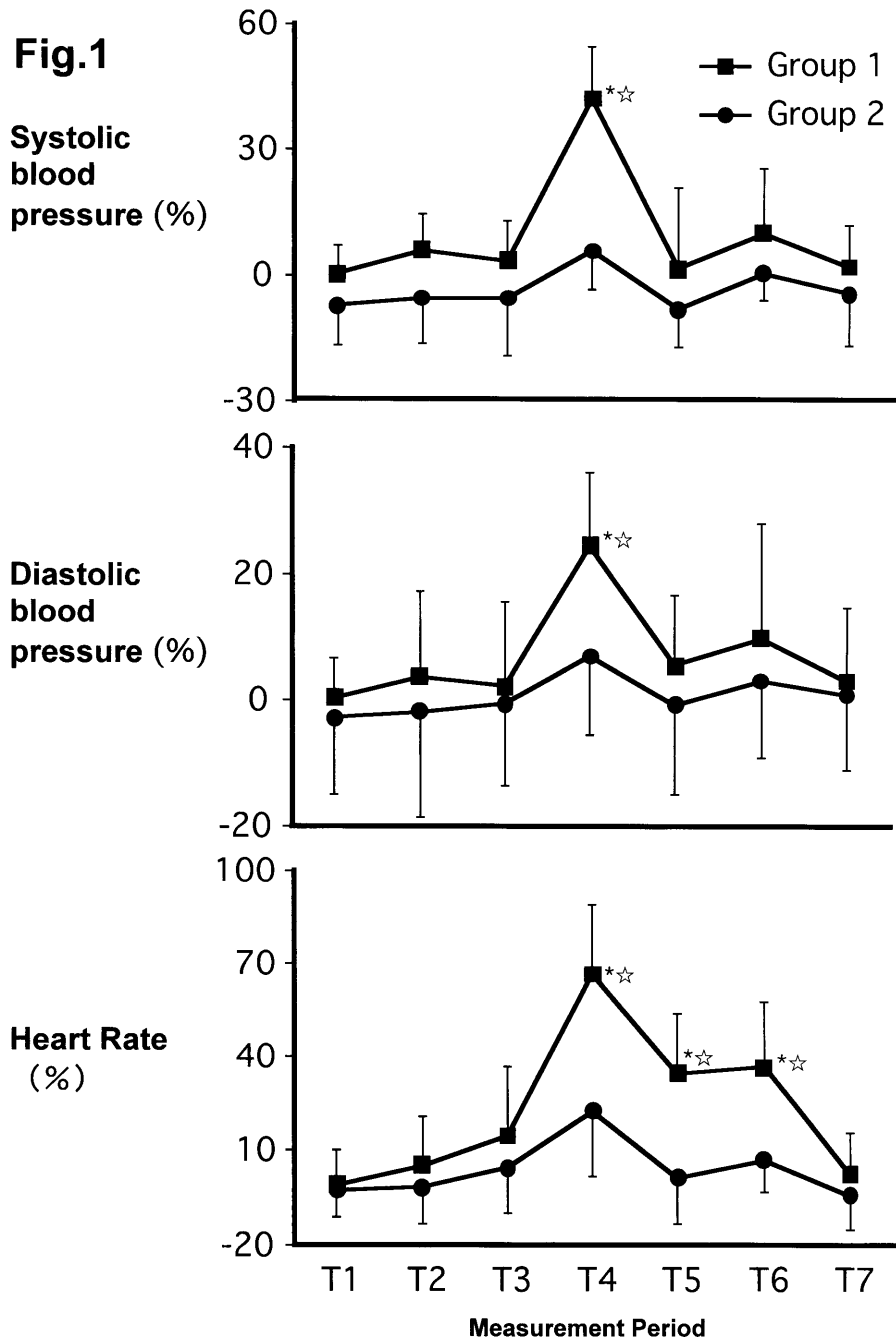 Fig.1
Group 1
Group 2
Systolic
blood
pressure (%)
60
30
0
-30
*☆
Diastolic
blood
pressure (%)
40
20
0
-20
*☆
Heart Rate
(%)
100
70
40
10
-20
*☆
*☆
*☆
T1 T2 T3 T4 T5 T6 T7
Measurement Period